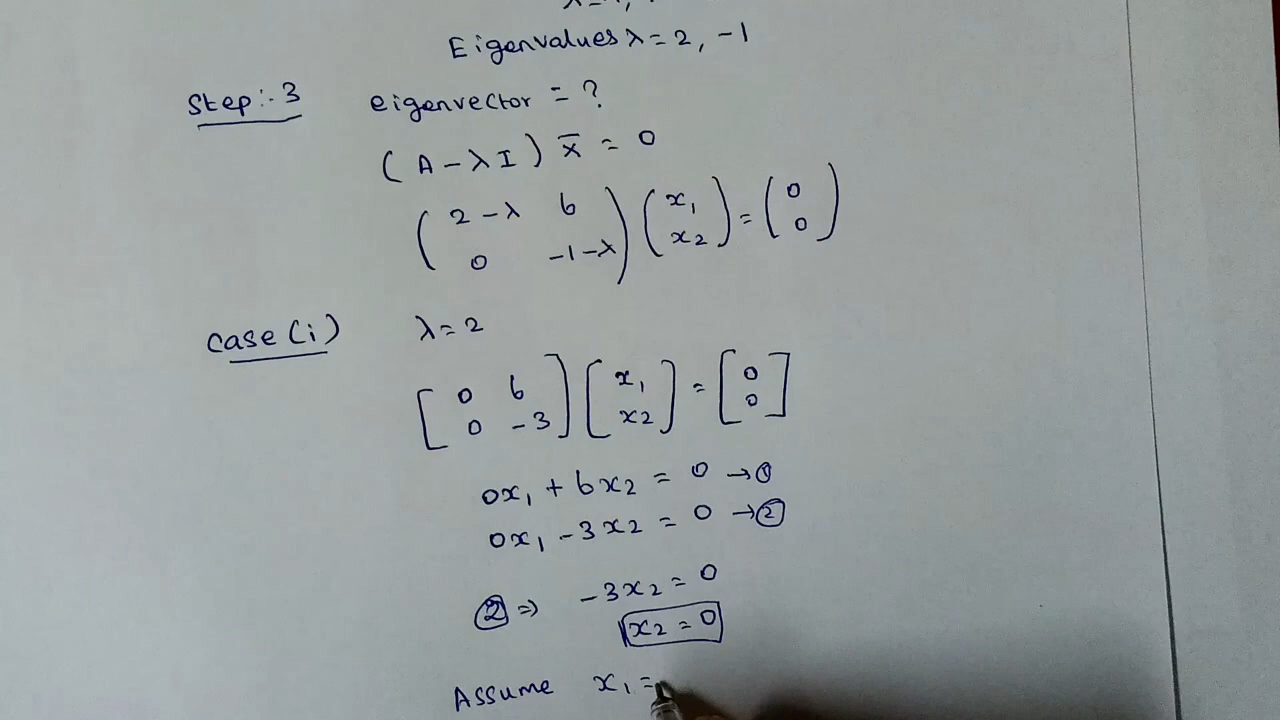 Eigenvalues λ = 2, -1
Step:- 3 eigenvector = ?
(A - λI) x̅ = 0
( 2-λ 6 ) ( x₁ ) = ( 0 )
( 0 -1-λ ) ( x₂ ) ( 0 )
Case (i) λ = 2
[ 0 6 ] [ x₁ ] = [ 0 ]
[ 0 -3 ] [ x₂ ] [ 0 ]
0x₁ + 6x₂ = 0 → ①
0x₁ - 3x₂ = 0 → ②
② ⇒ -3x₂ = 0
x₂ = 0
Assume x₁ =